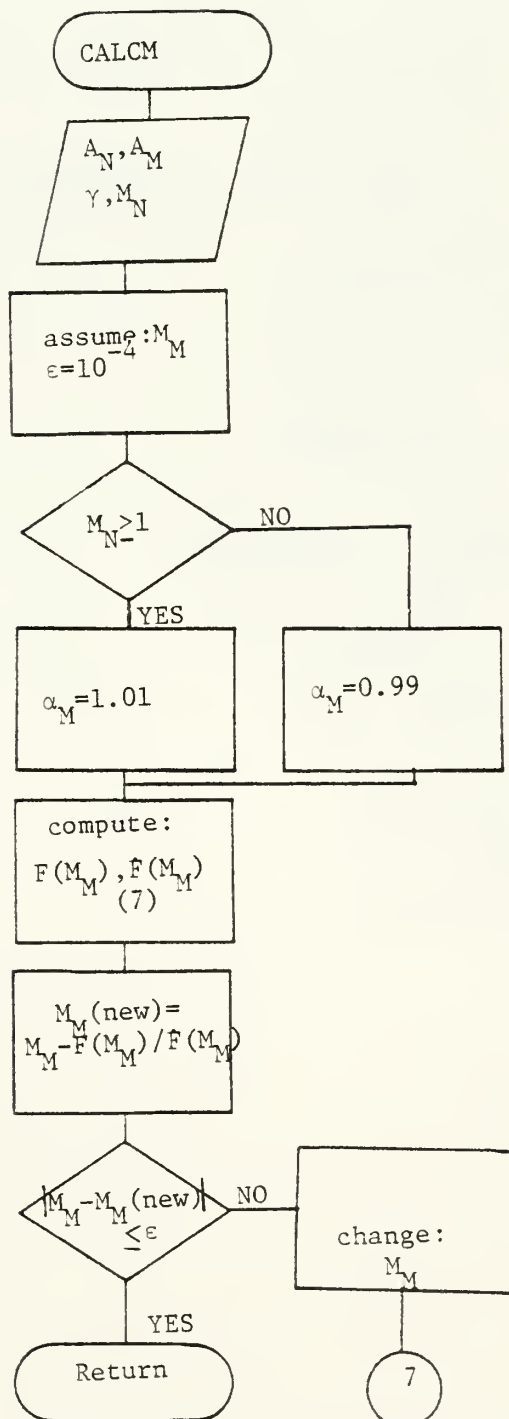 CALCM
A_N,A_M
γ,M_N
assume:M_M
ε=10^-4
M_N≥1
NO
YES
α_M=1.01
α_M=0.99
compute:
F(M_M),F̂(M_M)
(7)
M_M(new)=
M_M-F(M_M)/F̂(M_M)
|M_M-M_M(new)|
≤ε
NO
change:
M_M
YES
Return
7